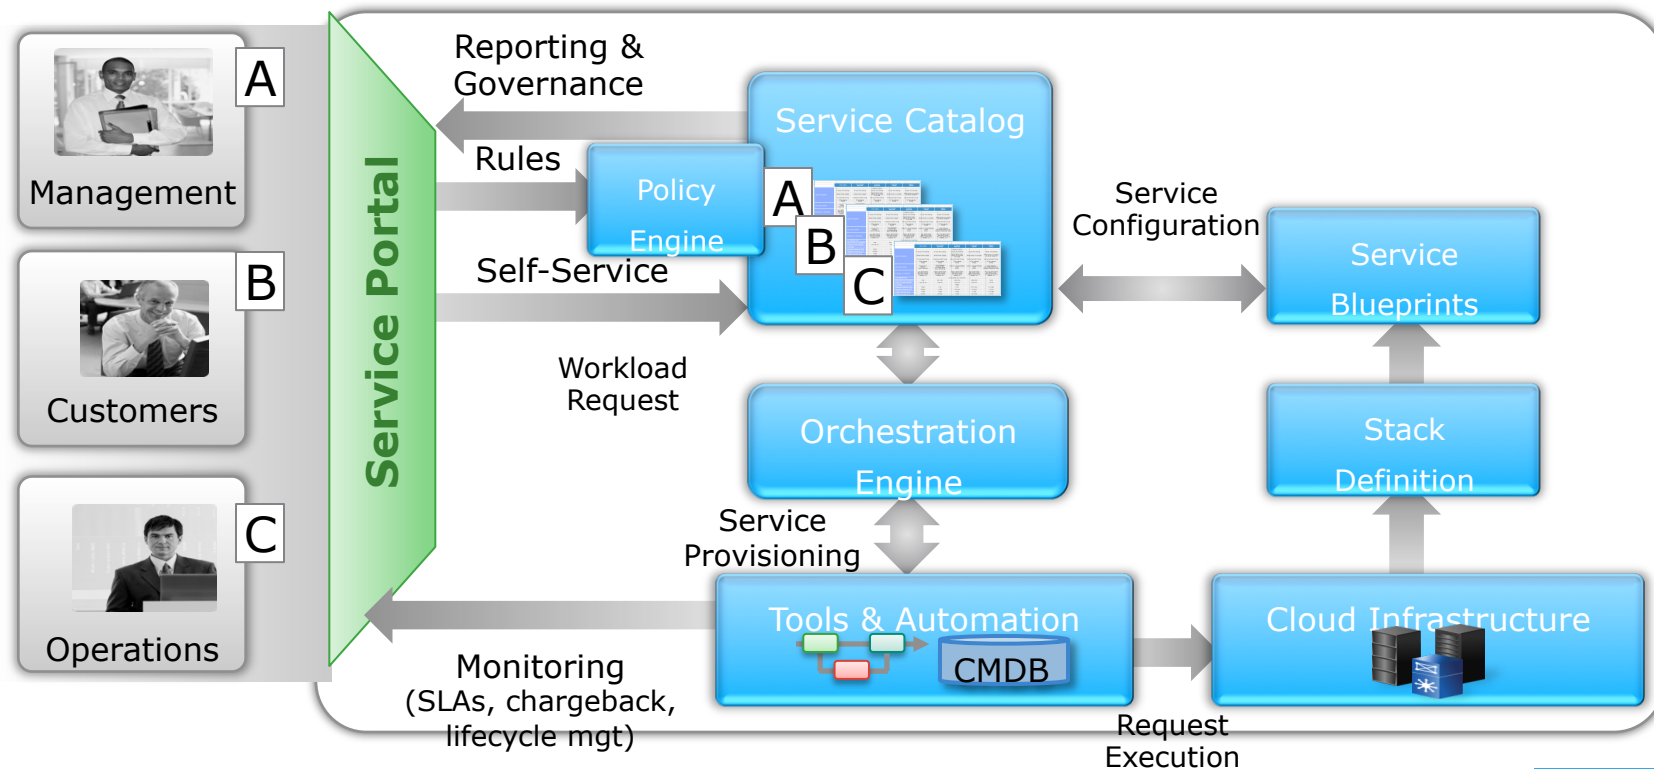 A
Management
B
Customers
C
Operations
Service Portal
Reporting &
Governance
Rules
Self-Service
Workload
Request
Policy
Engine
Service Catalog
A
B
C
Service
Configuration
Service
Blueprints
Orchestration
Engine
Stack
Definition
Service
Provisioning
Tools & Automation
CMDB
Cloud Infrastructure
Monitoring
(SLAs, chargeback,
lifecycle mgt)
Request
Execution